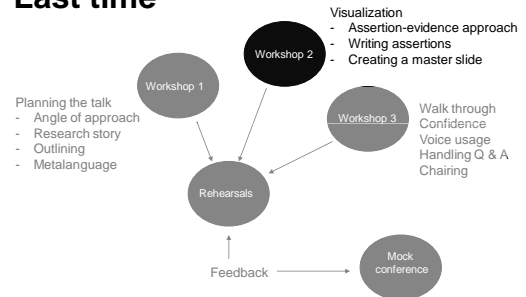 Last time
Visualization
- Assertion-evidence approach
- Writing assertions
- Creating a master slide
Workshop 2
Workshop 1
Planning the talk
- Angle of approach
- Research story
- Outlining
- Metalanguage
Workshop 3
Walk through
Confidence
Voice usage
Handling Q & A
Chairing
Rehearsals
Feedback
Mock
conference